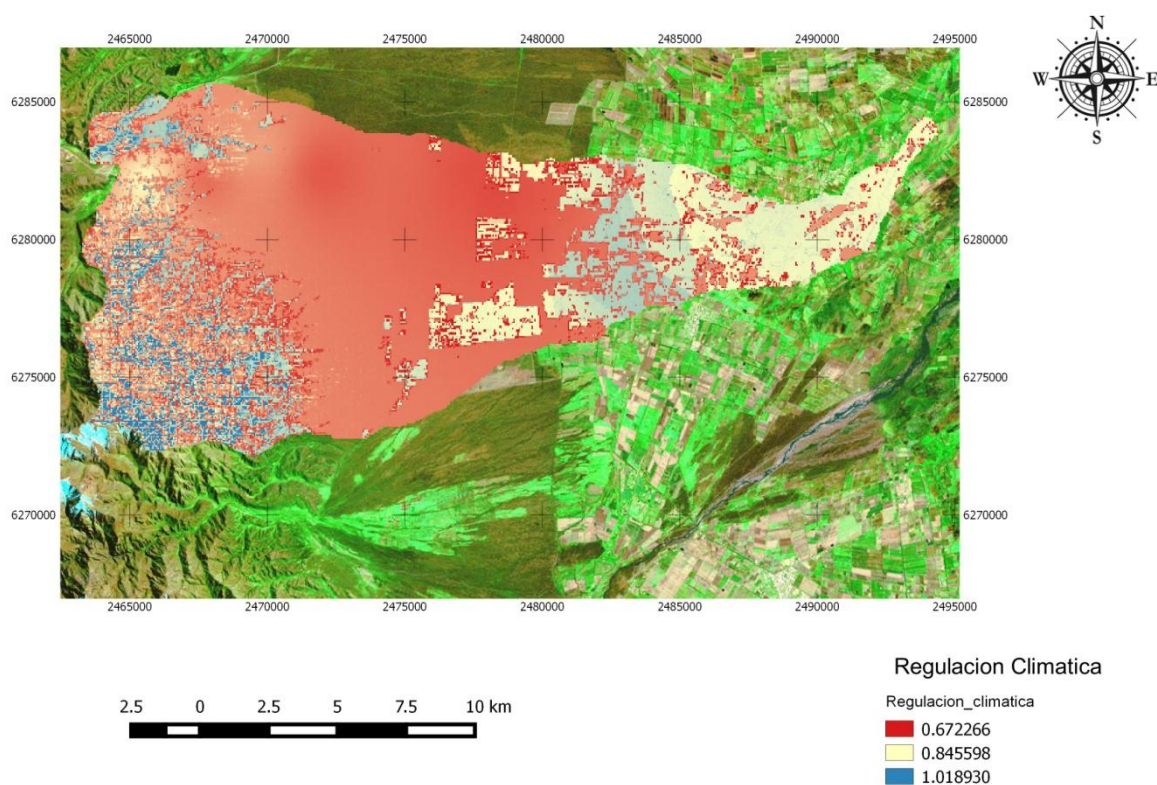 N
W E
S
2465000 2470000 2475000 2480000 2485000 2490000 2495000
6285000 6285000
6280000 6280000
6275000 6275000
6270000 6270000
2465000 2470000 2475000 2480000 2485000 2490000 2495000
Regulacion Climatica
Regulación_climatica
2.5 0 2.5 5 7.5 10 km
0.672266
0.845598
1.018930